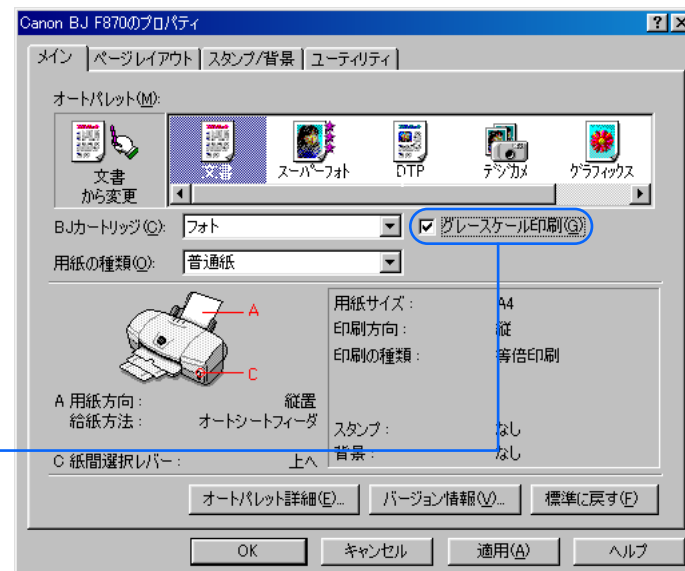 Canon BJ F870のプロパティ
メイン ページレイアウト スタンプ/背景 ユーティリティ
オートパレット(M):
文書から変更
文書 スーパーフォト DTP デジカメ グラフィックス
BJカートリッジ(C): フォト グレースケール印刷(G)
用紙の種類(O): 普通紙
A
C
用紙サイズ: A4
印刷方向: 縦
印刷の種類: 等倍印刷
A 用紙方向: 縦置
給紙方法: オートシートフィーダ
スタンプ: なし
C 紙間選択レバー: 上へ
背景: なし
オートパレット詳細(E)... バージョン情報(V)... 標準に戻す(F)
OK キャンセル 適用(A) ヘルプ